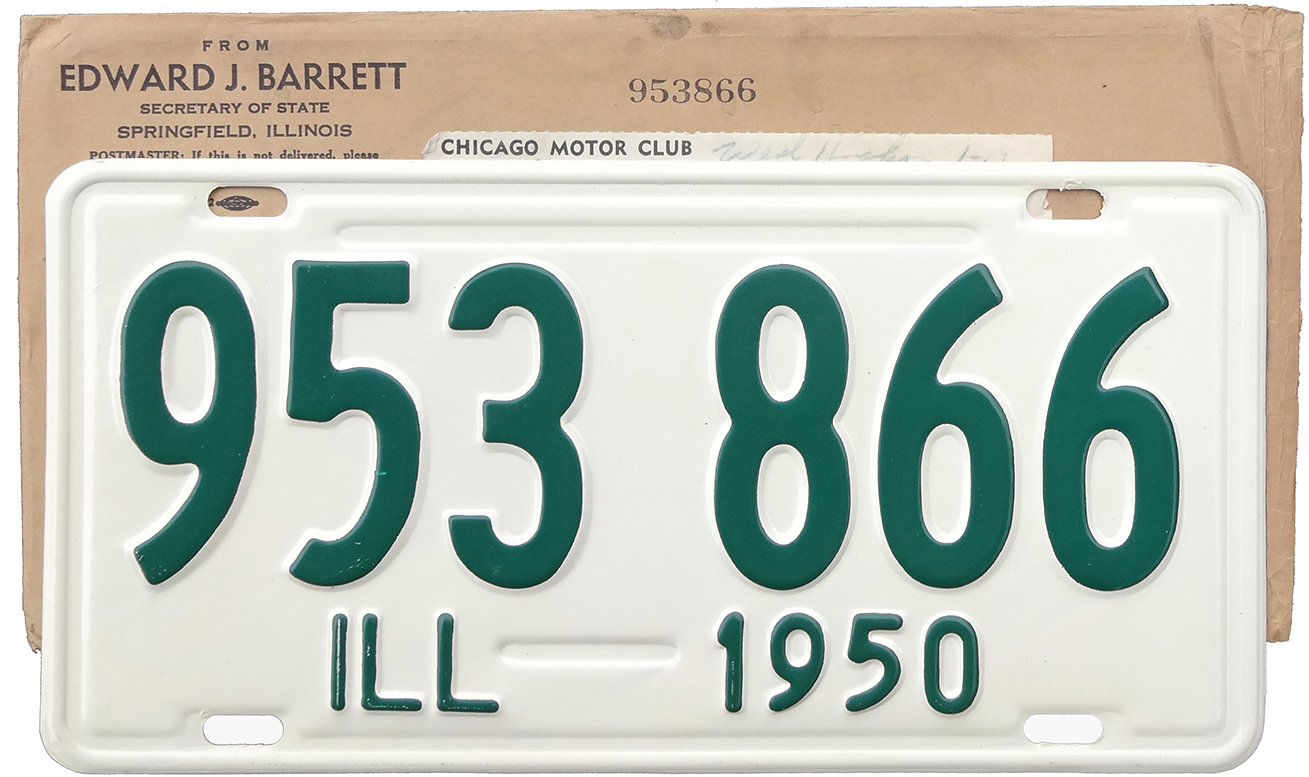 FROM
EDWARD J. BARRETT
SECRETARY OF STATE
SPRINGFIELD, ILLINOIS
POSTMASTER: If this is not delivered, please
953866
CHICAGO MOTOR CLUB
953 866
ILL 1950